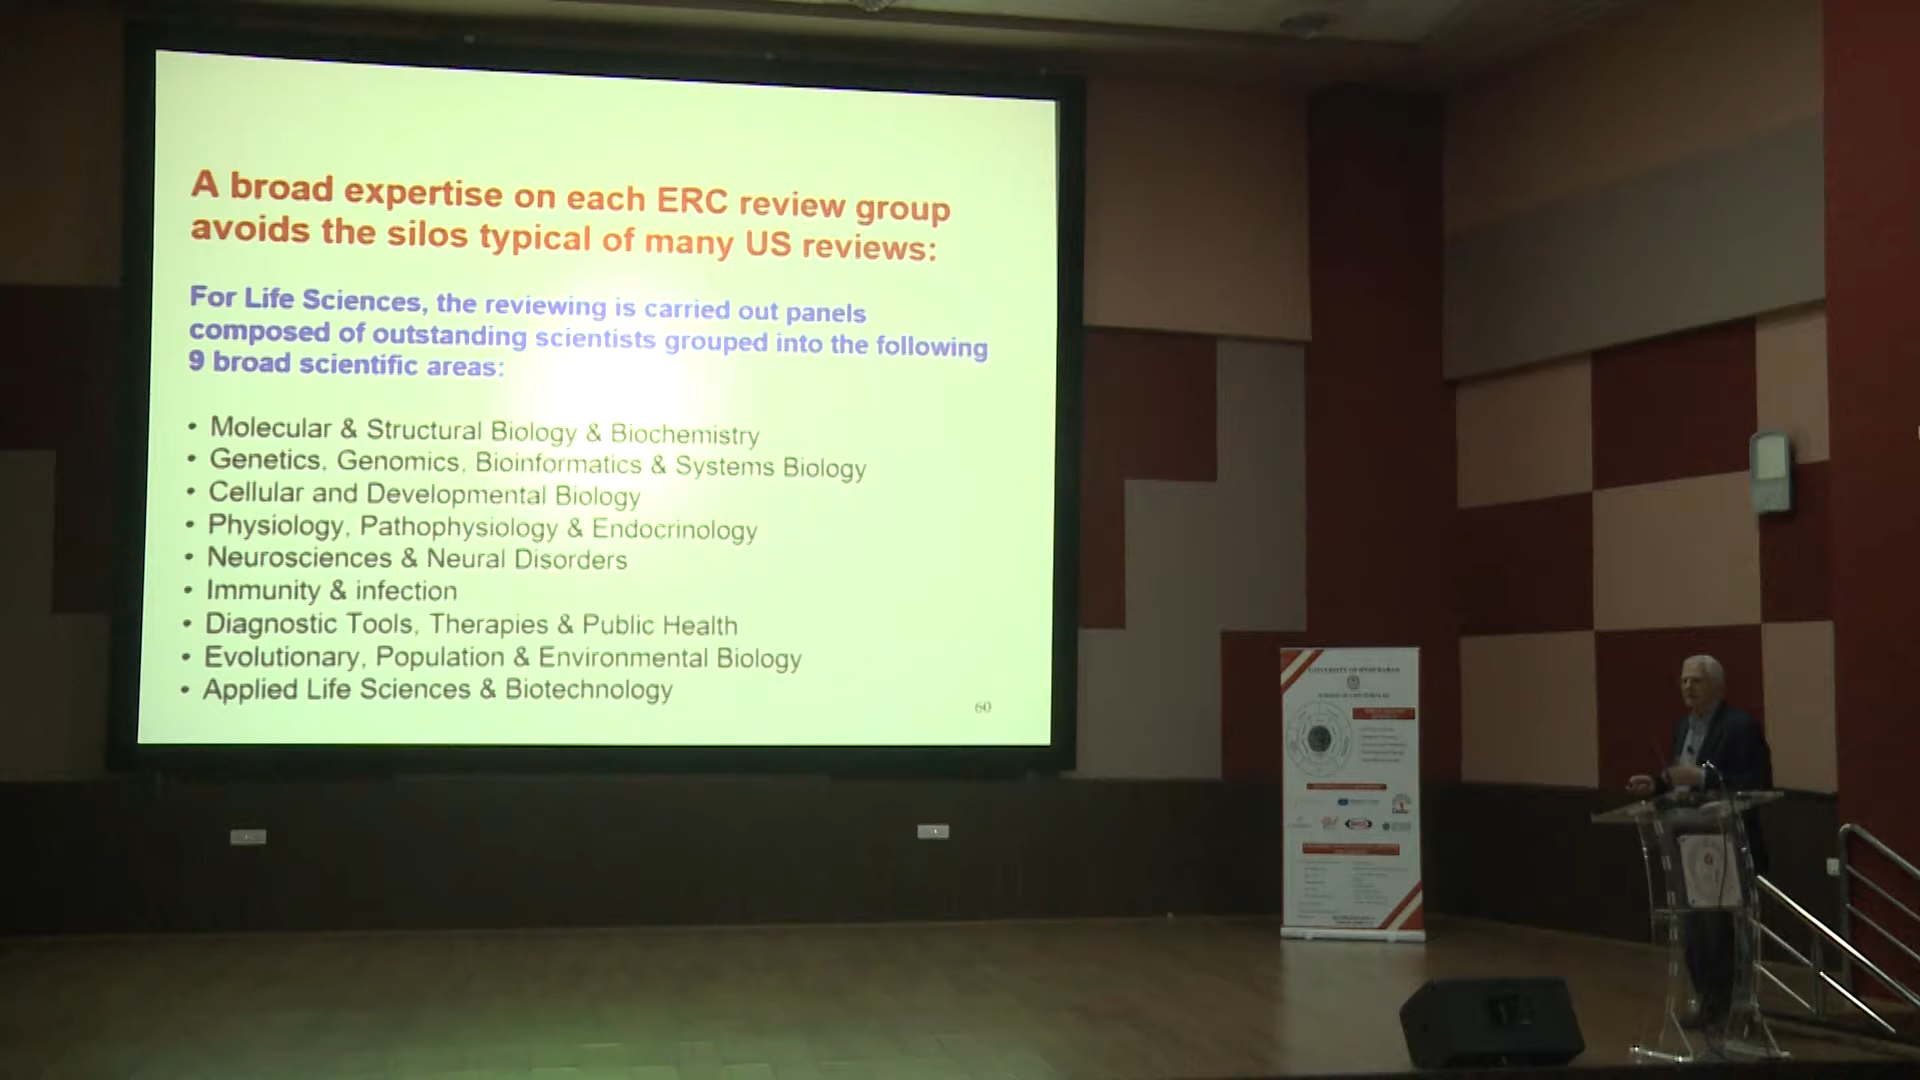 A broad expertise on each ERC review group
avoids the silos typical of many US reviews:
For Life Sciences, the reviewing is carried out panels
composed of outstanding scientists grouped into the following
9 broad scientific areas:
• Molecular & Structural Biology & Biochemistry
• Genetics, Genomics, Bioinformatics & Systems Biology
• Cellular and Developmental Biology
• Physiology, Pathophysiology & Endocrinology
• Neurosciences & Neural Disorders
• Immunity & infection
• Diagnostic Tools, Therapies & Public Health
• Evolutionary, Population & Environmental Biology
• Applied Life Sciences & Biotechnology
60
UNIVERSITY OF HYDERABAD